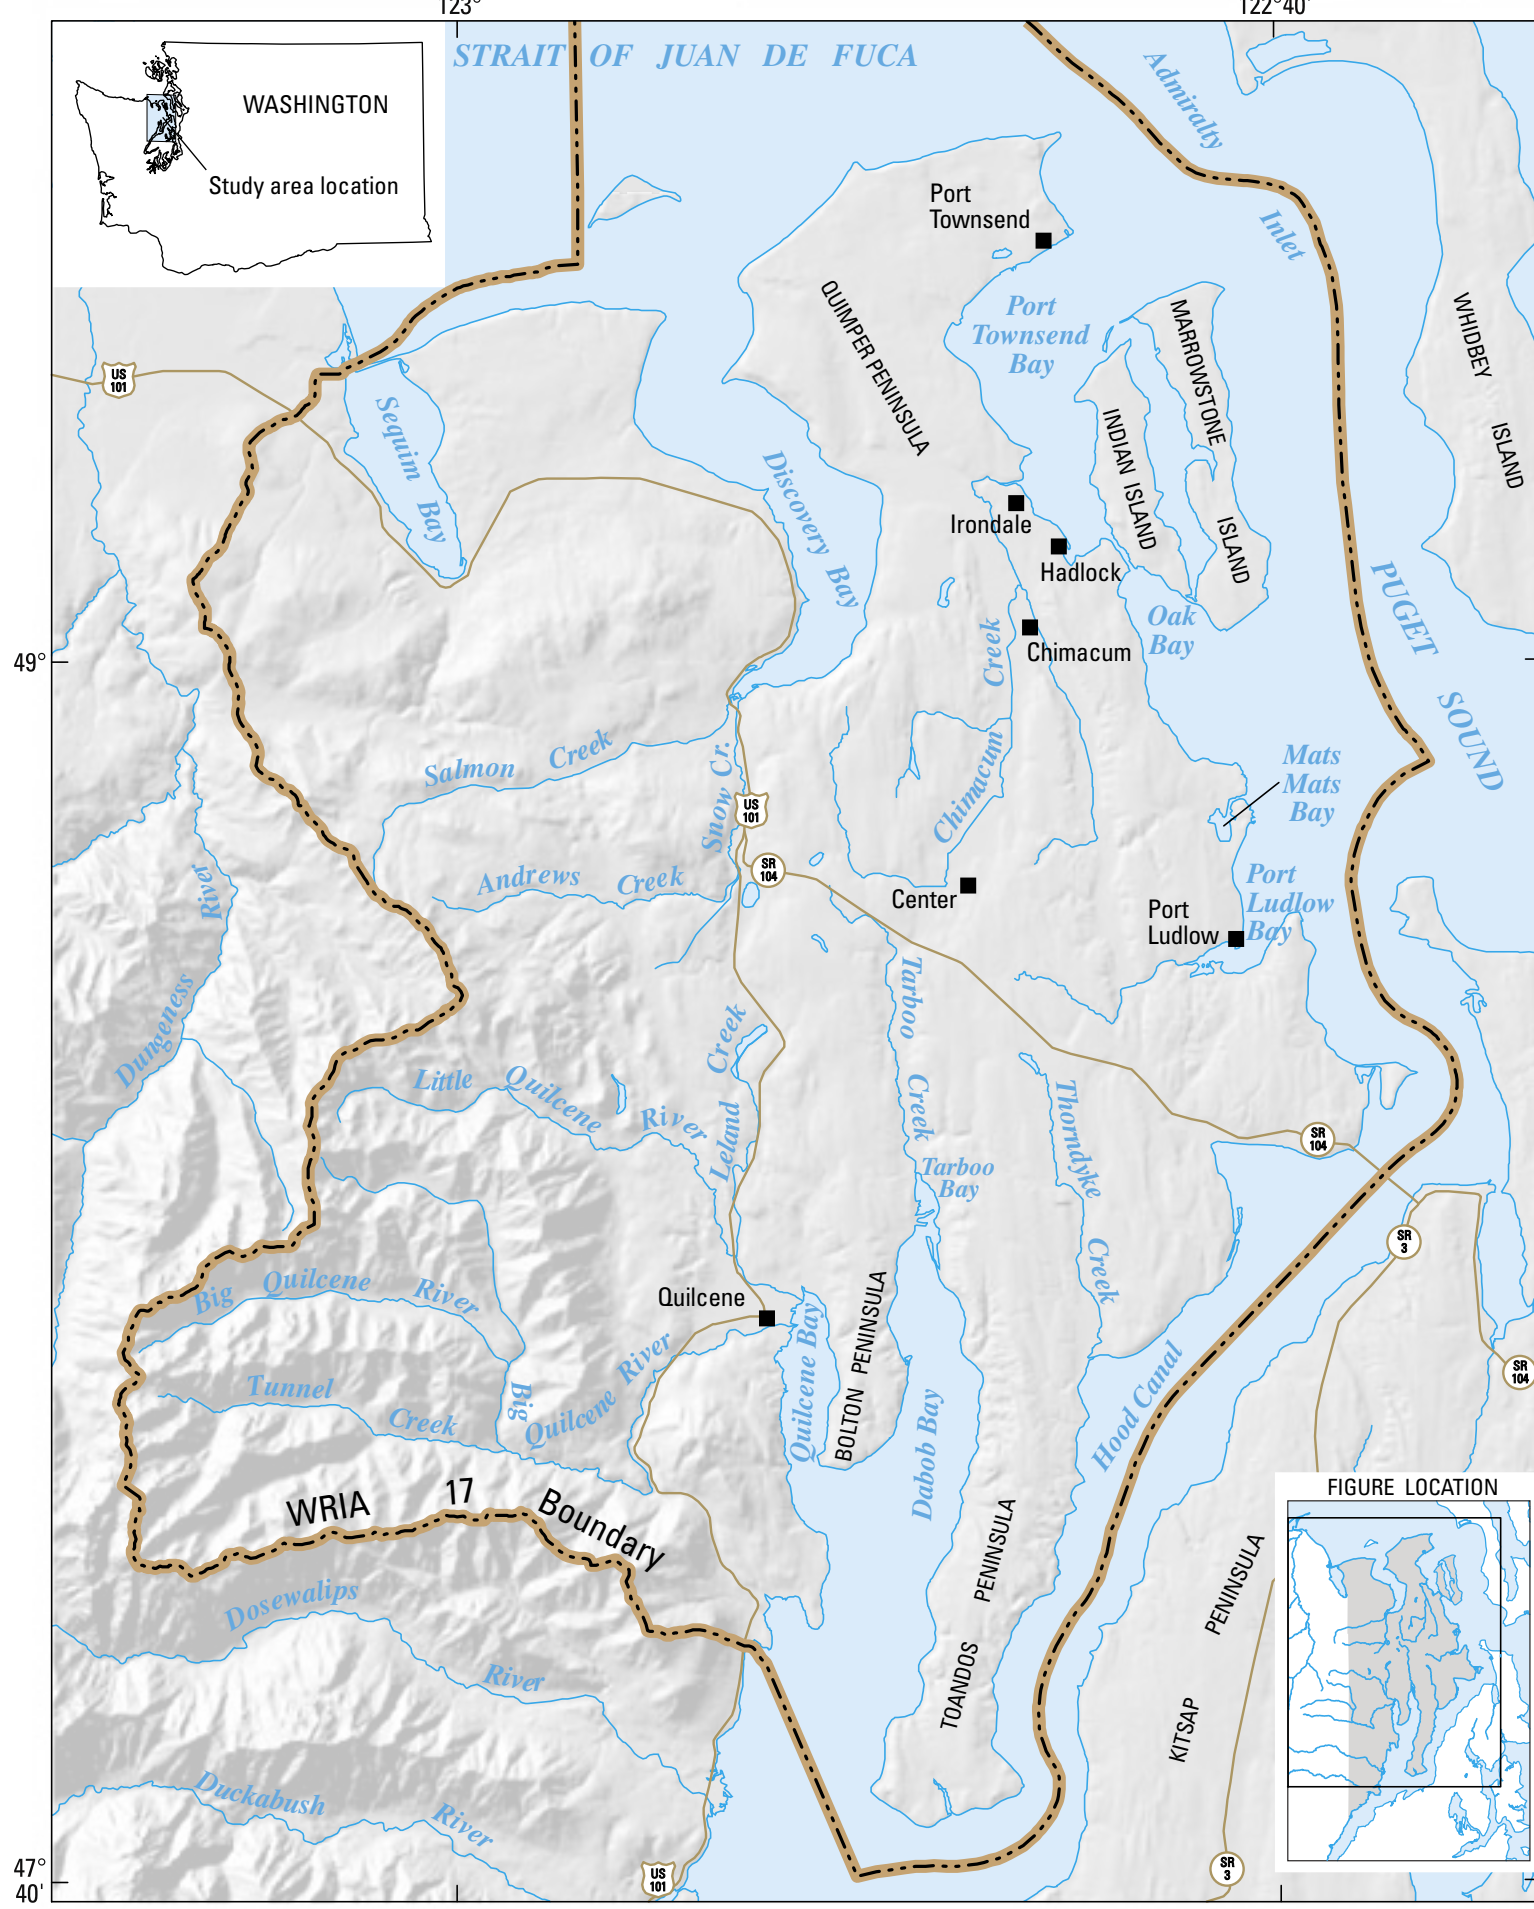 123°
122°40'
STRAIT OF JUAN DE FUCA
WASHINGTON
Study area location
Admiralty
Inlet
Port
Townsend
QUIMPER PENINSULA
Port
Townsend
Bay
MARROWSTONE
ISLAND
INDIAN ISLAND
WHIDBEY
ISLAND
US
101
Sequim Bay
Discovery Bay
Irondale
Hadlock
Oak
Bay
PUGET
SOUND
Creek
Chimacum
Chimacum
49°
Salmon Creek
Snow Cr.
Mats
Mats
Bay
US
101
SR
104
Andrews Creek
Center
Port
Ludlow
Port
Ludlow
Bay
River
Dungeness
Tarboo
Creek
Leland Creek
Little Quilcene River
Thorndyke
Creek
SR
104
Tarboo
Bay
SR
3
Big Quilcene River
Quilcene
Quilcene Bay
BOLTON PENINSULA
Tunnel
Creek
Big
Quilcene River
Dabob Bay
Hood Canal
SR
104
WRIA 17 Boundary
FIGURE LOCATION
TOANDOS PENINSULA
KITSAP PENINSULA
Dosewalips
River
Duckabush
River
US
101
SR
3
47°
40'